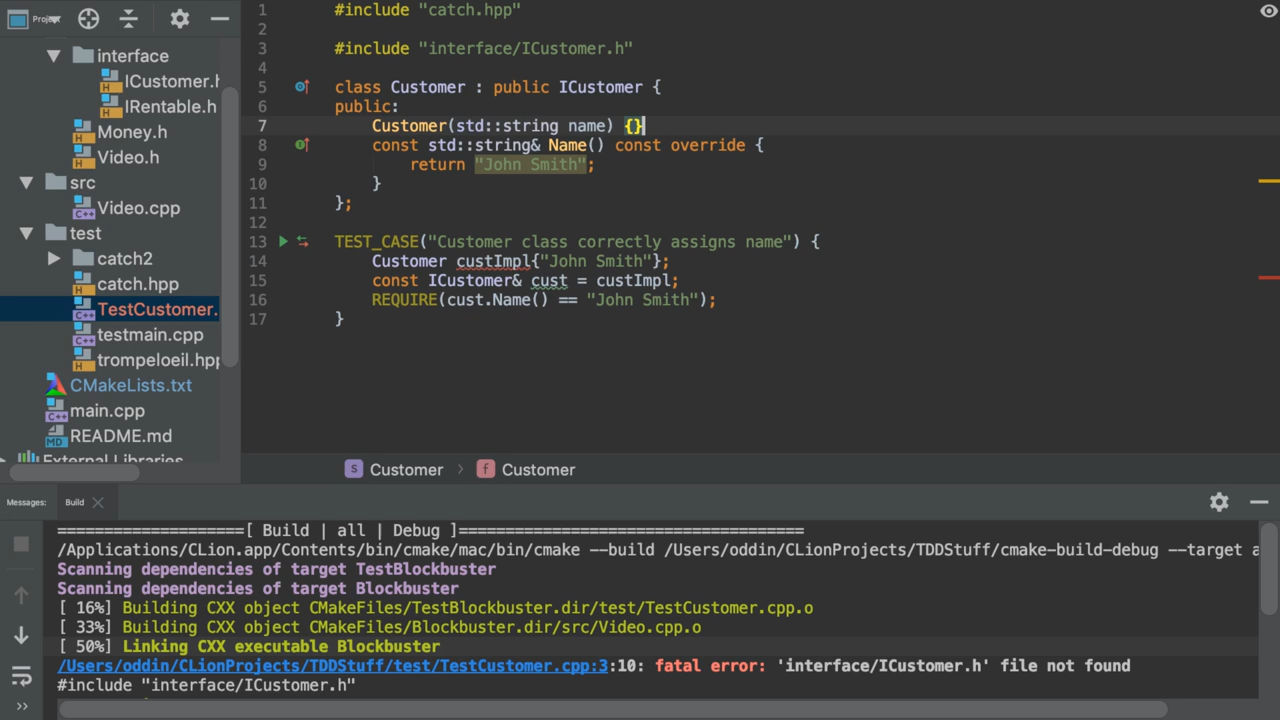 Project
interface
ICustomer.h
IRentable.h
Money.h
Video.h
src
Video.cpp
test
catch2
catch.hpp
TestCustomer.
testmain.cpp
trompeloeil.hpp
CMakeLists.txt
main.cpp
README.md
External Libraries
1 #include "catch.hpp"
2
3 #include "interface/ICustomer.h"
4
5 class Customer : public ICustomer {
6 public:
7 Customer(std::string name) {}
8 const std::string& Name() const override {
9 return "John Smith";
10 }
11 };
12
13 TEST_CASE("Customer class correctly assigns name") {
14 Customer custImpl{"John Smith"};
15 const ICustomer& cust = custImpl;
16 REQUIRE(cust.Name() == "John Smith");
17 }
S Customer > f Customer
Messages: Build
====================[ Build | all | Debug ]=====================================
/Applications/CLion.app/Contents/bin/cmake/mac/bin/cmake --build /Users/oddin/CLionProjects/TDDStuff/cmake-build-debug --target a
Scanning dependencies of target TestBlockbuster
Scanning dependencies of target Blockbuster
[ 16%] Building CXX object CMakeFiles/TestBlockbuster.dir/test/TestCustomer.cpp.o
[ 33%] Building CXX object CMakeFiles/Blockbuster.dir/src/Video.cpp.o
[ 50%] Linking CXX executable Blockbuster
/Users/oddin/CLionProjects/TDDStuff/test/TestCustomer.cpp:3:10: fatal error: 'interface/ICustomer.h' file not found
#include "interface/ICustomer.h"